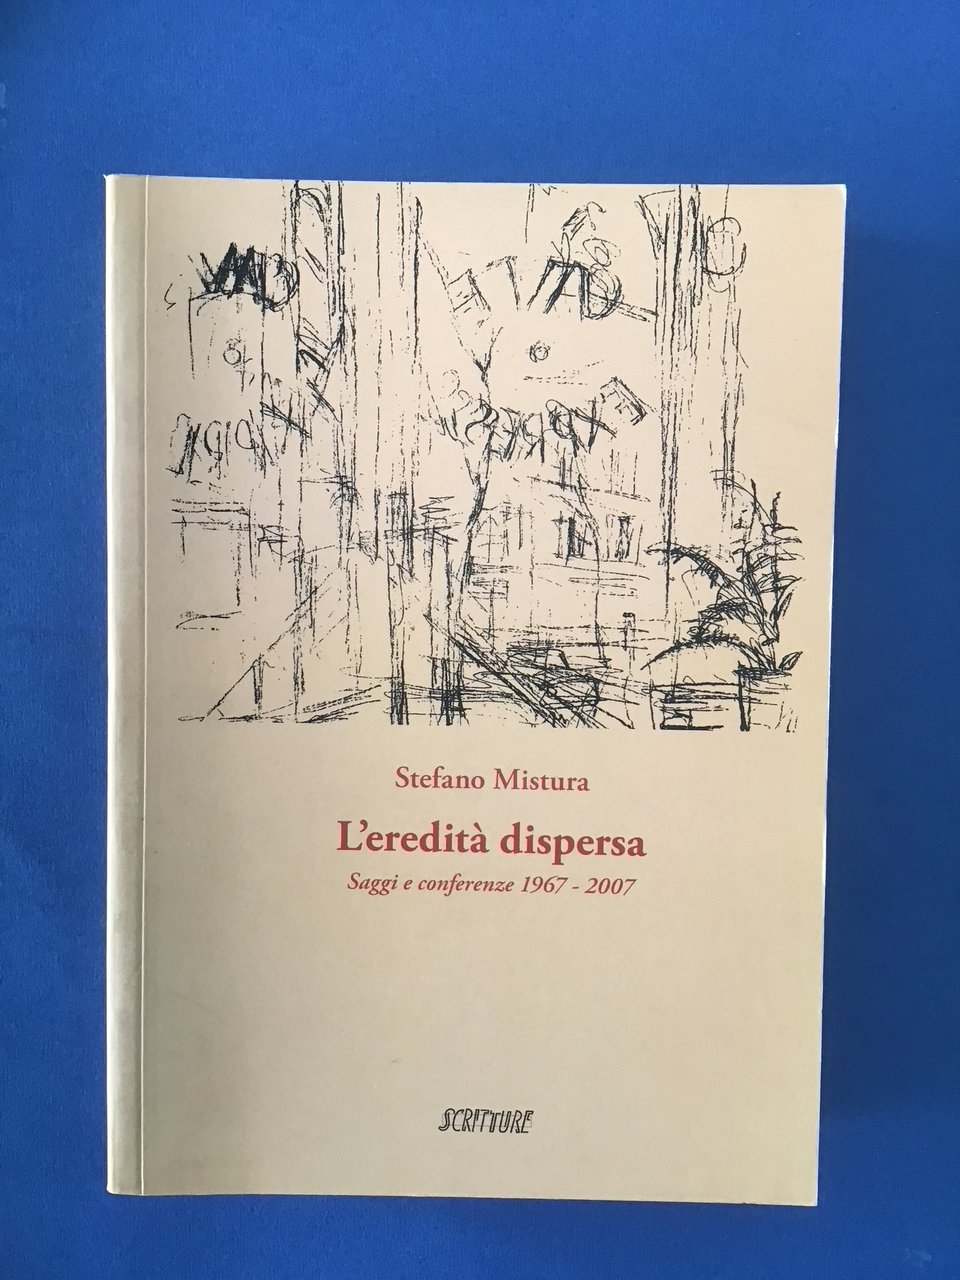 Stefano Mistura
L'eredità dispersa
Saggi e conferenze 1967 - 2007
SCRITTURE